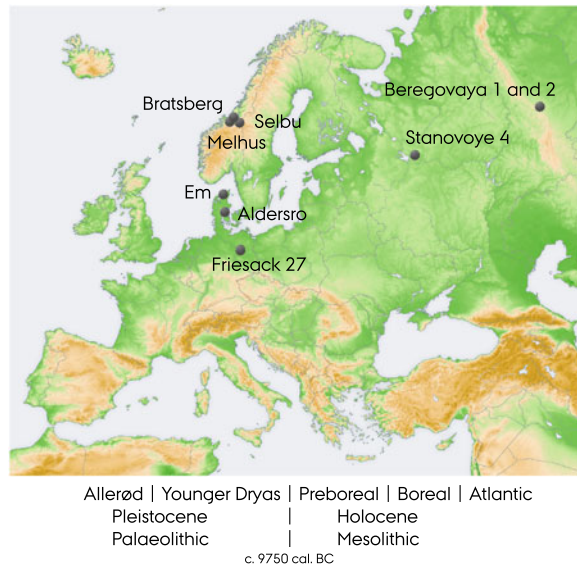 Beregovaya 1 and 2
Bratsberg
Selbu
Melhus
Stanovoye 4
Em
Aldersro
Friesack 27
Allerød | Younger Dryas | Preboreal | Boreal | Atlantic
Pleistocene | Holocene
Palaeolithic | Mesolithic
c. 9750 cal. BC